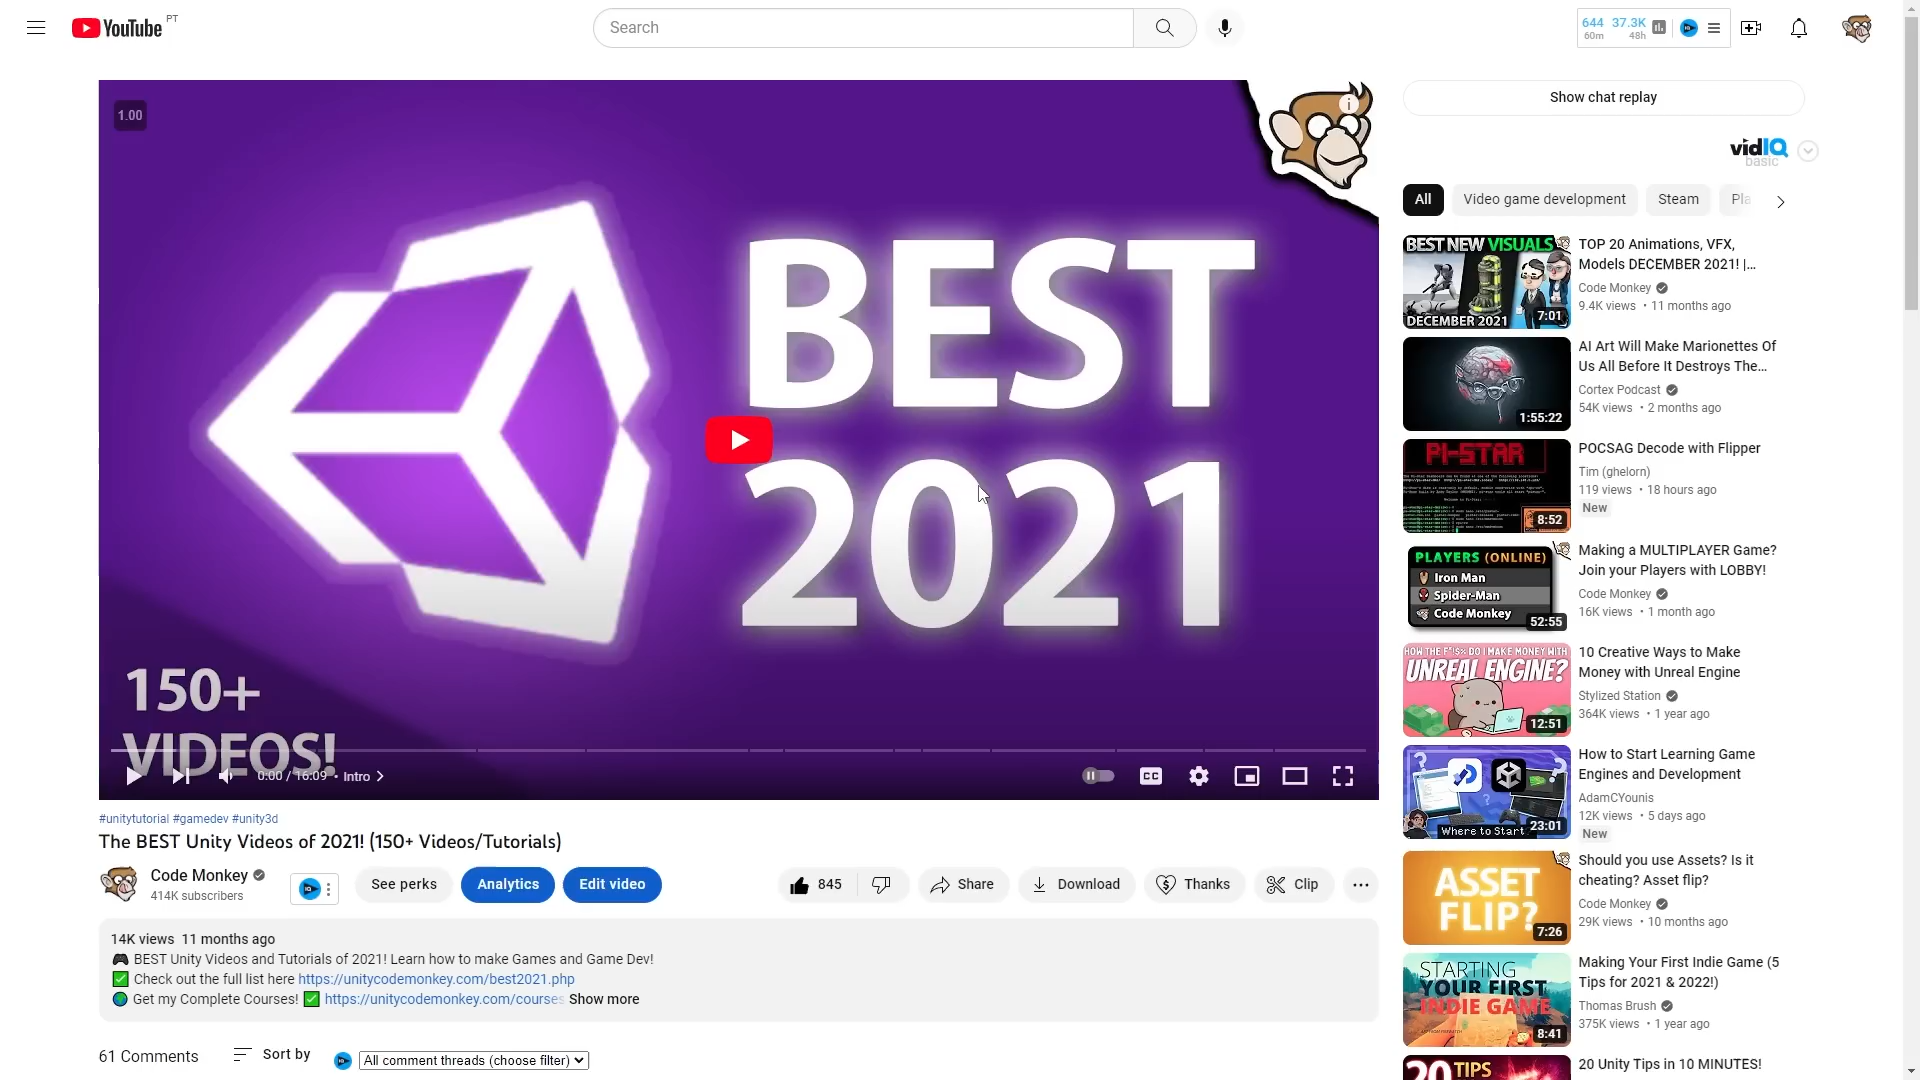 YouTube PT
Search
644 37.3K
60m 48h
1.00
BEST
2021
150+
VIDEOS!
0:00 / 16:09 • Intro
CC
#unitytutorial #gamedev #unity3d
The BEST Unity Videos of 2021! (150+ Videos/Tutorials)
Code Monkey
414K subscribers
See perks
Analytics
Edit video
845
Share
Download
Thanks
Clip
14K views 11 months ago
🎮 BEST Unity Videos and Tutorials of 2021! Learn how to make Games and Game Dev!
✅ Check out the full list here https://unitycodemonkey.com/best2021.php
🌍 Get my Complete Courses! ✅ https://unitycodemonkey.com/courses Show more
61 Comments
Sort by
All comment threads (choose filter)
Show chat replay
vidIQ
basic
All
Video game development
Steam
Pla
BEST NEW VISUALS
DECEMBER 2021
7:01
TOP 20 Animations, VFX,
Models DECEMBER 2021! |...
Code Monkey
9.4K views • 11 months ago
1:55:22
AI Art Will Make Marionettes Of
Us All Before It Destroys The...
Cortex Podcast
54K views • 2 months ago
PI-STAR
8:52
POCSAG Decode with Flipper
Tim (ghelorn)
119 views • 18 hours ago
New
PLAYERS (ONLINE)
Iron Man
Spider-Man
Code Monkey
52:55
Making a MULTIPLAYER Game?
Join your Players with LOBBY!
Code Monkey
16K views • 1 month ago
HOW THE F*!$% DO I MAKE MONEY WITH
UNREAL ENGINE?
12:51
10 Creative Ways to Make
Money with Unreal Engine
Stylized Station
364K views • 1 year ago
Where to Start
23:01
How to Start Learning Game
Engines and Development
AdamCYounis
12K views • 5 days ago
New
ASSET
FLIP?
7:26
Should you use Assets? Is it
cheating? Asset flip?
Code Monkey
29K views • 10 months ago
STARTING
YOUR FIRST
INDIE GAME
8:41
Making Your First Indie Game (5
Tips for 2021 & 2022!)
Thomas Brush
375K views • 1 year ago
20 TIPS
20 Unity Tips in 10 MINUTES!